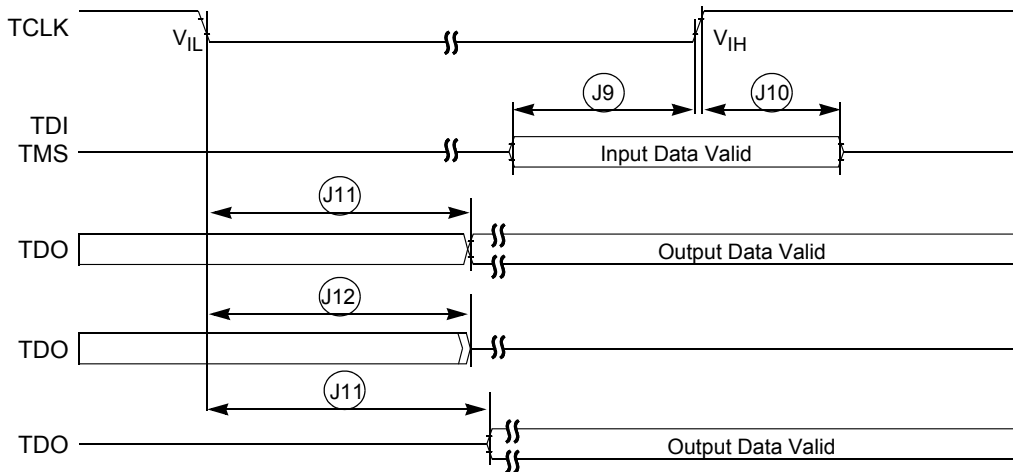 TCLK
VIL
VIH
J9
J10
TDI
TMS
Input Data Valid
J11
TDO
Output Data Valid
J12
TDO
J11
TDO
Output Data Valid